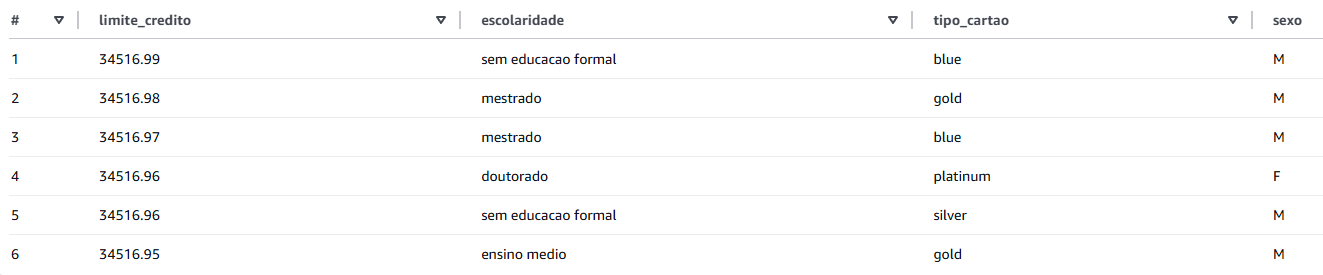 # limite_credito escolaridade tipo_cartao sexo
1 34516.99 sem educacao formal blue M
2 34516.98 mestrado gold M
3 34516.97 mestrado blue M
4 34516.96 doutorado platinum F
5 34516.96 sem educacao formal silver M
6 34516.95 ensino medio gold M